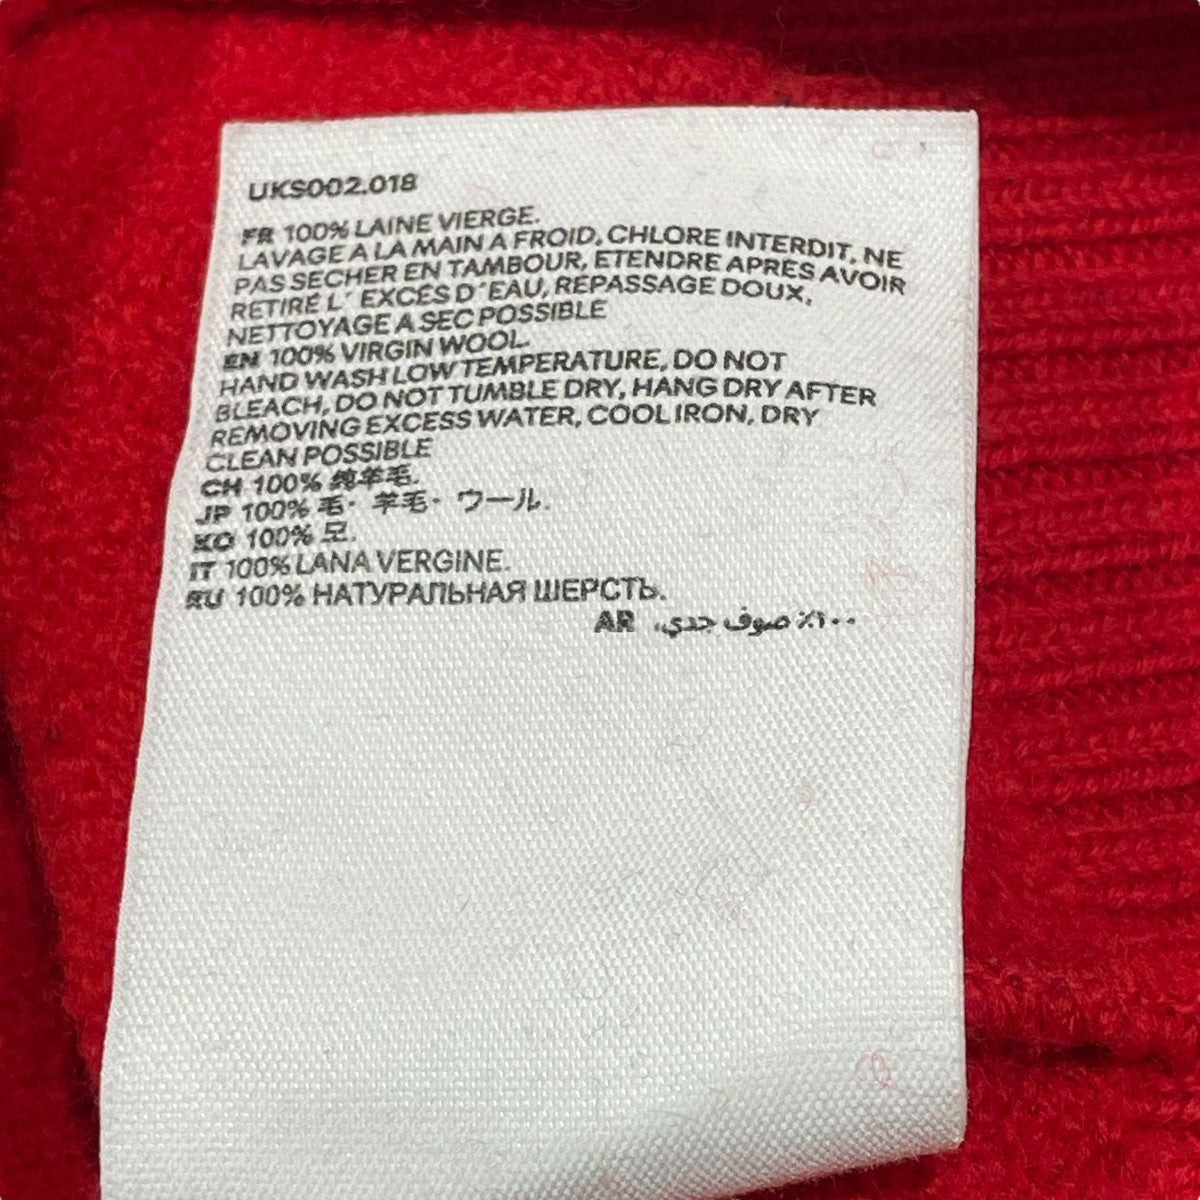 UKS002.018
FR 100% LAINE VIERGE.
LAVAGE A LA MAIN A FROID, CHLORE INTERDIT, NE
PAS SECHER EN TAMBOUR, ETENDRE APRÈS AVOIR
RETIRÉ L´ EXCÉS D´EAU, REPASSAGE DOUX,
NETTOYAGE A SEC POSSIBLE
EN 100% VIRGIN WOOL.
HAND WASH LOW TEMPERATURE, DO NOT
BLEACH, DO NOT TUMBLE DRY, HANG DRY AFTER
REMOVING EXCESS WATER, COOL IRON, DRY
CLEAN POSSIBLE
CH 100% 纯羊毛.
JP 100% 毛· 羊毛· ウール.
KO 100% 모.
IT 100% LANA VERGINE.
RU 100% НАТУРАЛЬНАЯ ШЕРСТЬ.
AR ١٠٠٪ صوف جدي.